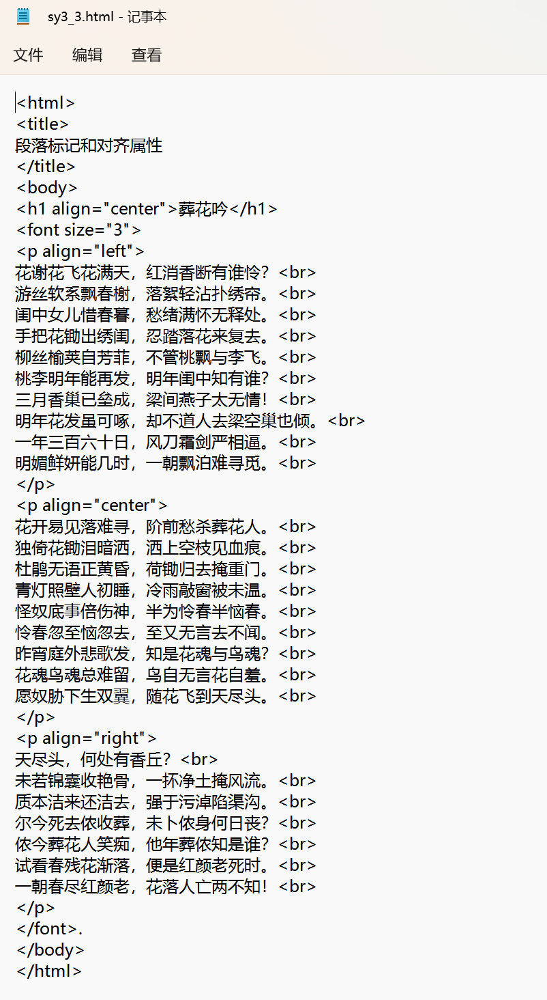 sy3_3.html - 记事本
文件 编辑 查看
<html>
<title>
段落标记和对齐属性
</title>
<body>
<h1 align="center">葬花吟</h1>
<font size="3">
<p align="left">
花谢花飞花满天，红消香断有谁怜？<br>
游丝软系飘春榭，落絮轻沾扑绣帘。<br>
闺中女儿惜春暮，愁绪满怀无释处。<br>
手把花锄出绣闺，忍踏落花来复去。<br>
柳丝榆荚自芳菲，不管桃飘与李飞。<br>
桃李明年能再发，明年闺中知有谁？<br>
三月香巢已垒成，梁间燕子太无情！<br>
明年花发虽可啄，却不道人去梁空巢也倾。<br>
一年三百六十日，风刀霜剑严相逼。<br>
明媚鲜妍能几时，一朝飘泊难寻觅。<br>
</p>
<p align="center">
花开易见落难寻，阶前愁杀葬花人。<br>
独倚花锄泪暗洒，洒上空枝见血痕。<br>
杜鹃无语正黄昏，荷锄归去掩重门。<br>
青灯照壁人初睡，冷雨敲窗被未温。<br>
怪奴底事倍伤神，半为怜春半恼春。<br>
怜春忽至恼忽去，至又无言去不闻。<br>
昨宵庭外悲歌发，知是花魂与鸟魂？<br>
花魂鸟魂总难留，鸟自无言花自羞。<br>
愿奴胁下生双翼，随花飞到天尽头。<br>
</p>
<p align="right">
天尽头，何处有香丘？<br>
未若锦囊收艳骨，一抔净土掩风流。<br>
质本洁来还洁去，强于污淖陷渠沟。<br>
尔今死去侬收葬，未卜侬身何日丧？<br>
侬今葬花人笑痴，他年葬侬知是谁？<br>
试看春残花渐落，便是红颜老死时。<br>
一朝春尽红颜老，花落人亡两不知！<br>
</p>
</font>.
</body>
</html>